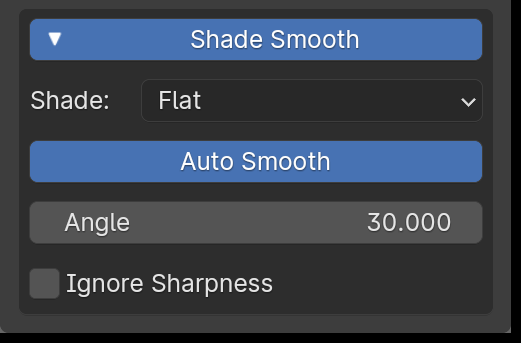 Shade Smooth
Shade: Flat
Auto Smooth
Angle 30.000
Ignore Sharpness